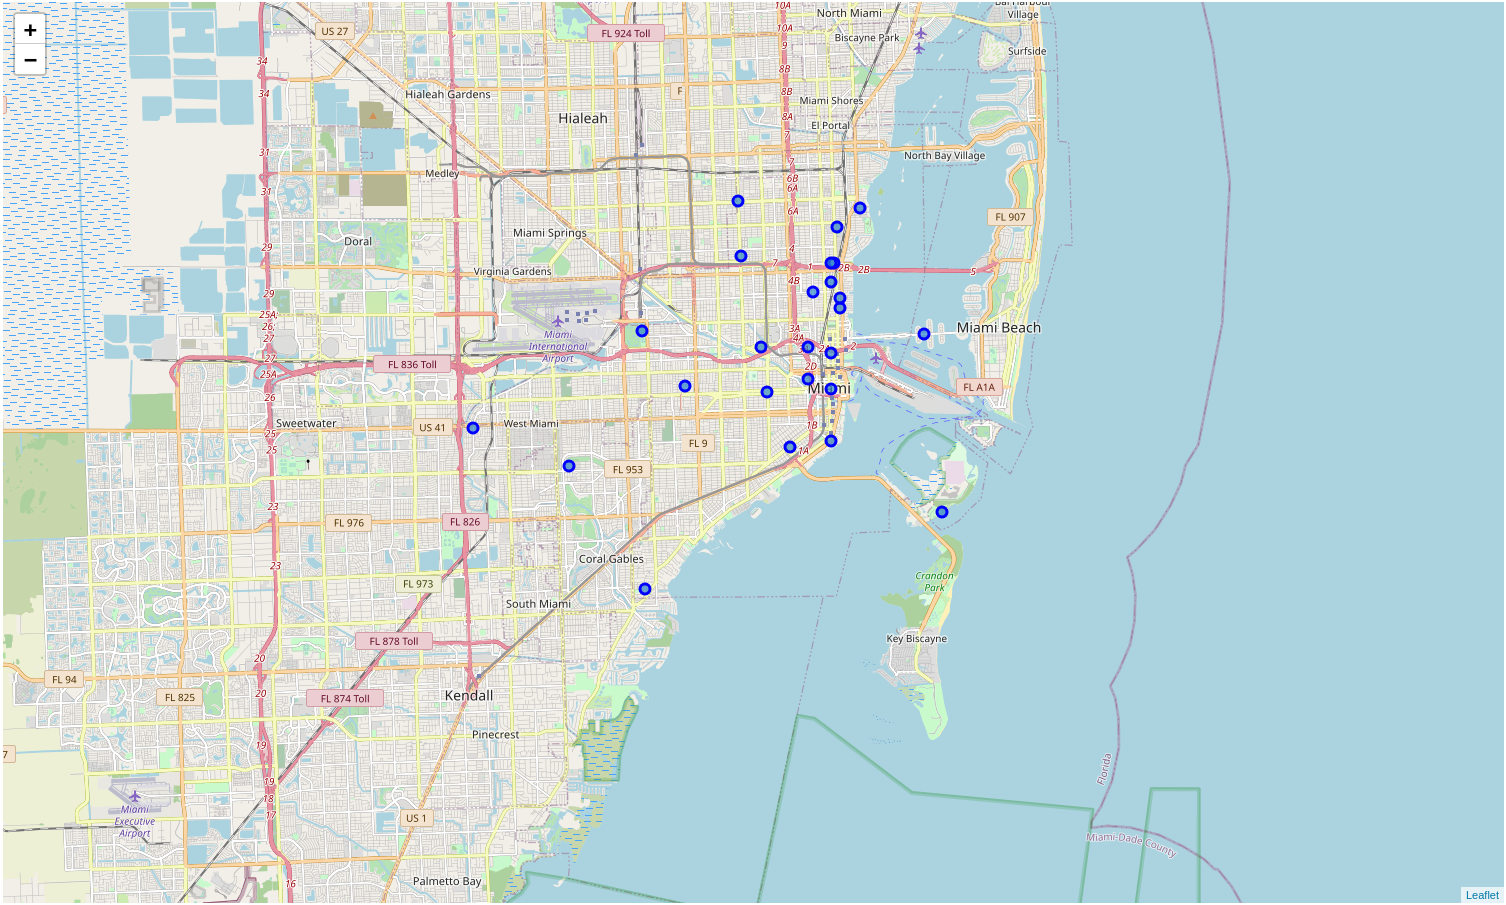 +
−
US 27
FL 924 Toll
10A
North Miami
Bal Harbour
Village
10A
Biscayne Park
9
Surfside
34
8B
34
Hialeah Gardens
F
8B
Miami Shores
Hialeah
8A
El Portal
7
31
North Bay Village
7
Medley
6B
31
6A
6A
FL 907
Miami Springs
Doral
29
4
Virginia Gardens
7
1
2B
2B
5
4B
29
25A;
26;
27
Miami
International
Airport
3A
4A
Miami Beach
27
2
FL 836 Toll
2D
25A
Miami
FL A1A
26
Sweetwater
US 41
West Miami
1B
25
25
FL 9
1A
FL 953
23
FL 976
FL 826
Coral Gables
23
FL 973
Crandon
Park
South Miami
FL 878 Toll
Key Biscayne
20
FL 94
20
FL 825
FL 874 Toll
Kendall
Pinecrest
19
7
Florida
19
18
17
Miami
Executive
Airport
US 1
Miami-Dade County
16
Palmetto Bay
Leaflet